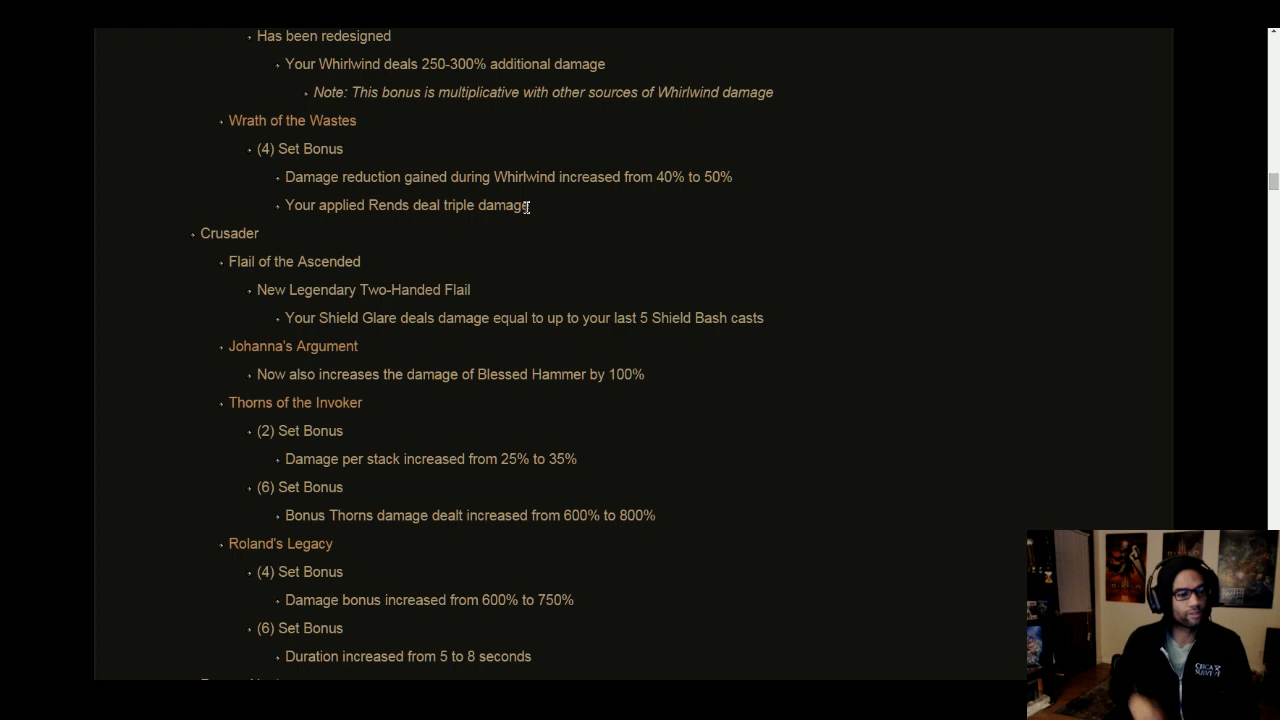 Has been redesigned
Your Whirlwind deals 250-300% additional damage
Note: This bonus is multiplicative with other sources of Whirlwind damage
Wrath of the Wastes
(4) Set Bonus
Damage reduction gained during Whirlwind increased from 40% to 50%
Your applied Rends deal triple damage
Crusader
Flail of the Ascended
New Legendary Two-Handed Flail
Your Shield Glare deals damage equal to up to your last 5 Shield Bash casts
Johanna's Argument
Now also increases the damage of Blessed Hammer by 100%
Thorns of the Invoker
(2) Set Bonus
Damage per stack increased from 25% to 35%
(6) Set Bonus
Bonus Thorns damage dealt increased from 600% to 800%
Roland's Legacy
(4) Set Bonus
Damage bonus increased from 600% to 750%
(6) Set Bonus
Duration increased from 5 to 8 seconds